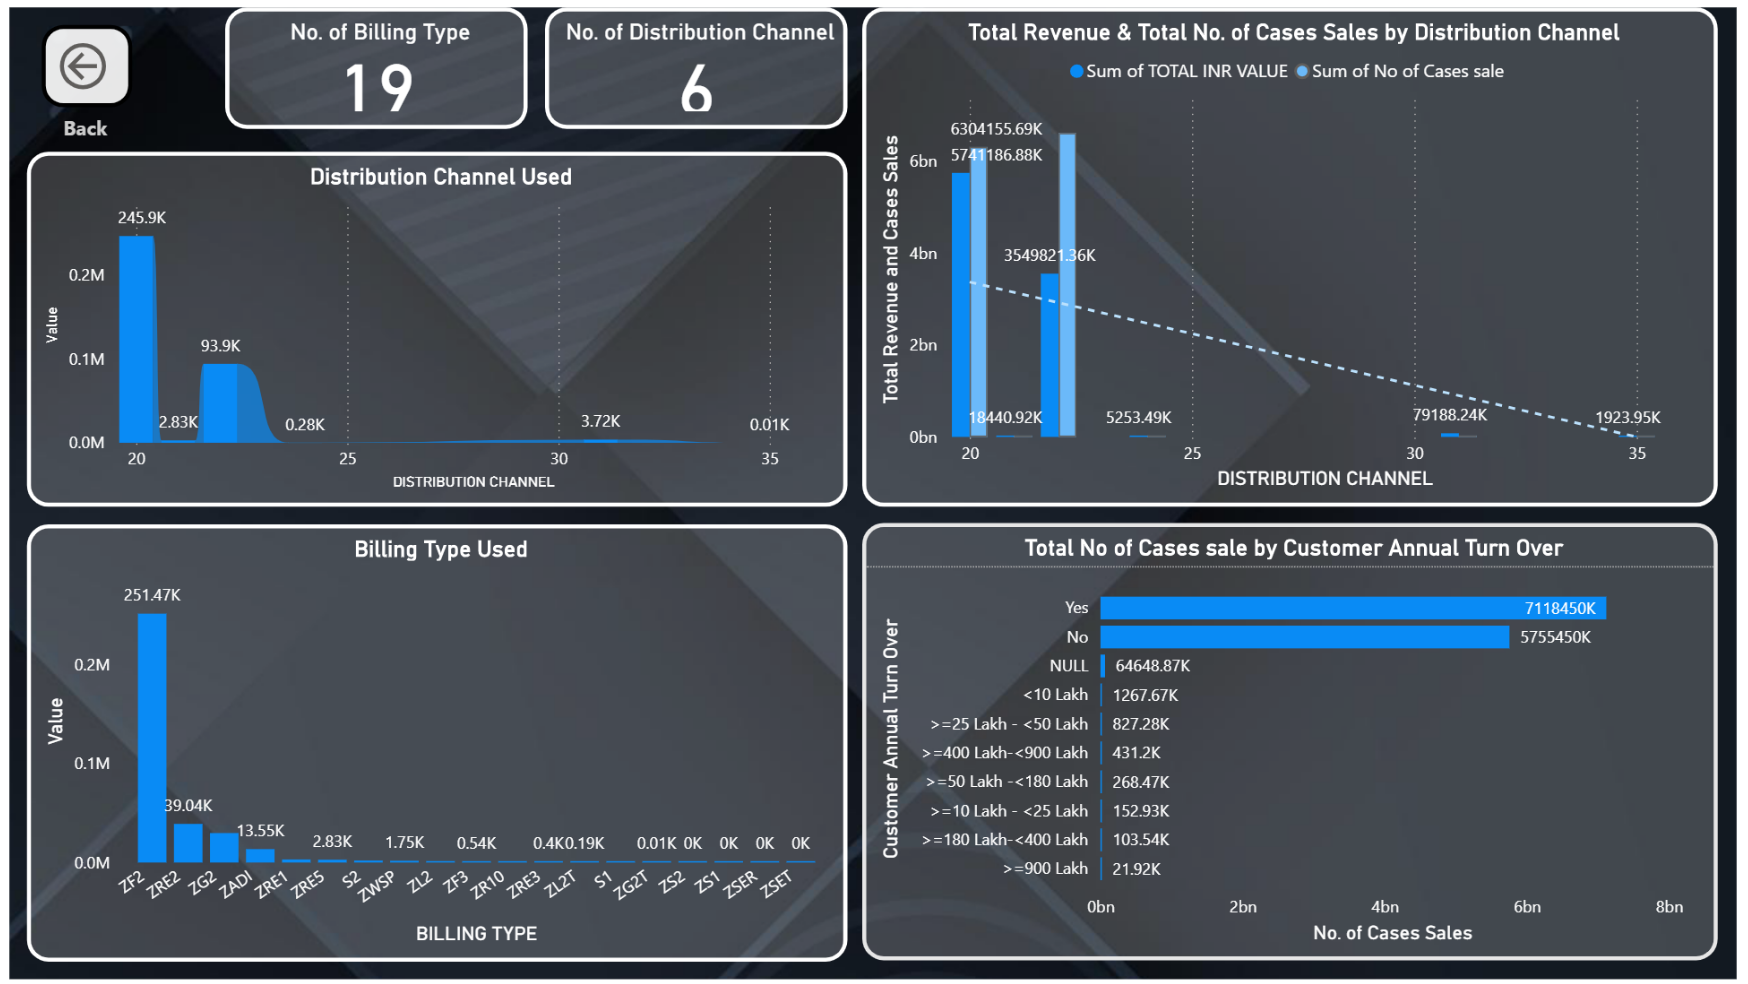 Back
No. of Billing Type
19
No. of Distribution Channel
6
Distribution Channel Used
Value
0.2M
0.1M
0.0M
245.9K
2.83K
93.9K
0.28K
3.72K
0.01K
20 25 30 35
DISTRIBUTION CHANNEL
Total Revenue & Total No. of Cases Sales by Distribution Channel
Sum of TOTAL INR VALUE Sum of No of Cases sale
Total Revenue and Cases Sales
6bn
4bn
2bn
0bn
6304155.69K
5741186.88K
3549821.36K
18440.92K
5253.49K
79188.24K
1923.95K
20 25 30 35
DISTRIBUTION CHANNEL
Billing Type Used
Value
0.2M
0.1M
0.0M
251.47K
39.04K
13.55K
2.83K
1.75K
0.54K
0.4K
0.19K
0.01K
0K
0K
0K
0K
ZF2 ZRE2 ZG2 ZADI ZRE1 ZRE5 S2 ZWSP ZL2 ZF3 ZR10 ZRE3 ZL2T S1 ZG2T ZS2 ZS1 ZSER ZSET
BILLING TYPE
Total No of Cases sale by Customer Annual Turn Over
Customer Annual Turn Over
Yes 7118450K
No 5755450K
NULL 64648.87K
<10 Lakh 1267.67K
>=25 Lakh - <50 Lakh 827.28K
>=400 Lakh-<900 Lakh 431.2K
>=50 Lakh -<180 Lakh 268.47K
>=10 Lakh - <25 Lakh 152.93K
>=180 Lakh-<400 Lakh 103.54K
>=900 Lakh 21.92K
0bn 2bn 4bn 6bn 8bn
No. of Cases Sales